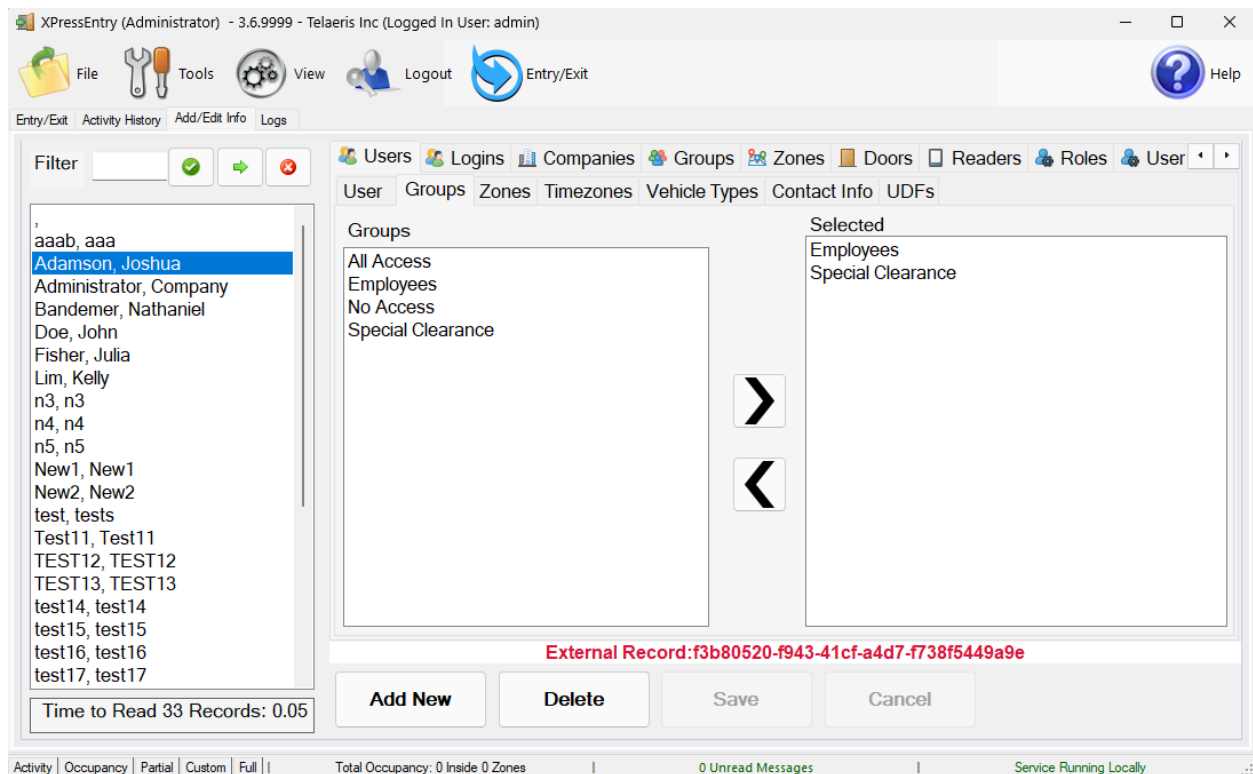 XPressEntry (Administrator) - 3.6.9999 - Telaeris Inc (Logged In User: admin)
File Tools View Logout Entry/Exit Help
Entry/Exit Activity History Add/Edit Info Logs
Filter
Users Logins Companies Groups Zones Doors Readers Roles User
User Groups Zones Timezones Vehicle Types Contact Info UDFs
,
aaab, aaa
Adamson, Joshua
Administrator, Company
Bandemer, Nathaniel
Doe, John
Fisher, Julia
Lim, Kelly
n3, n3
n4, n4
n5, n5
New1, New1
New2, New2
test, tests
Test11, Test11
TEST12, TEST12
TEST13, TEST13
test14, test14
test15, test15
test16, test16
test17, test17
Time to Read 33 Records: 0.05
Groups
All Access
Employees
No Access
Special Clearance
Selected
Employees
Special Clearance
External Record:f3b80520-f943-41cf-a4d7-f738f5449a9e
Add New Delete Save Cancel
Activity | Occupancy | Partial | Custom | Full | | Total Occupancy: 0 Inside 0 Zones | 0 Unread Messages | Service Running Locally